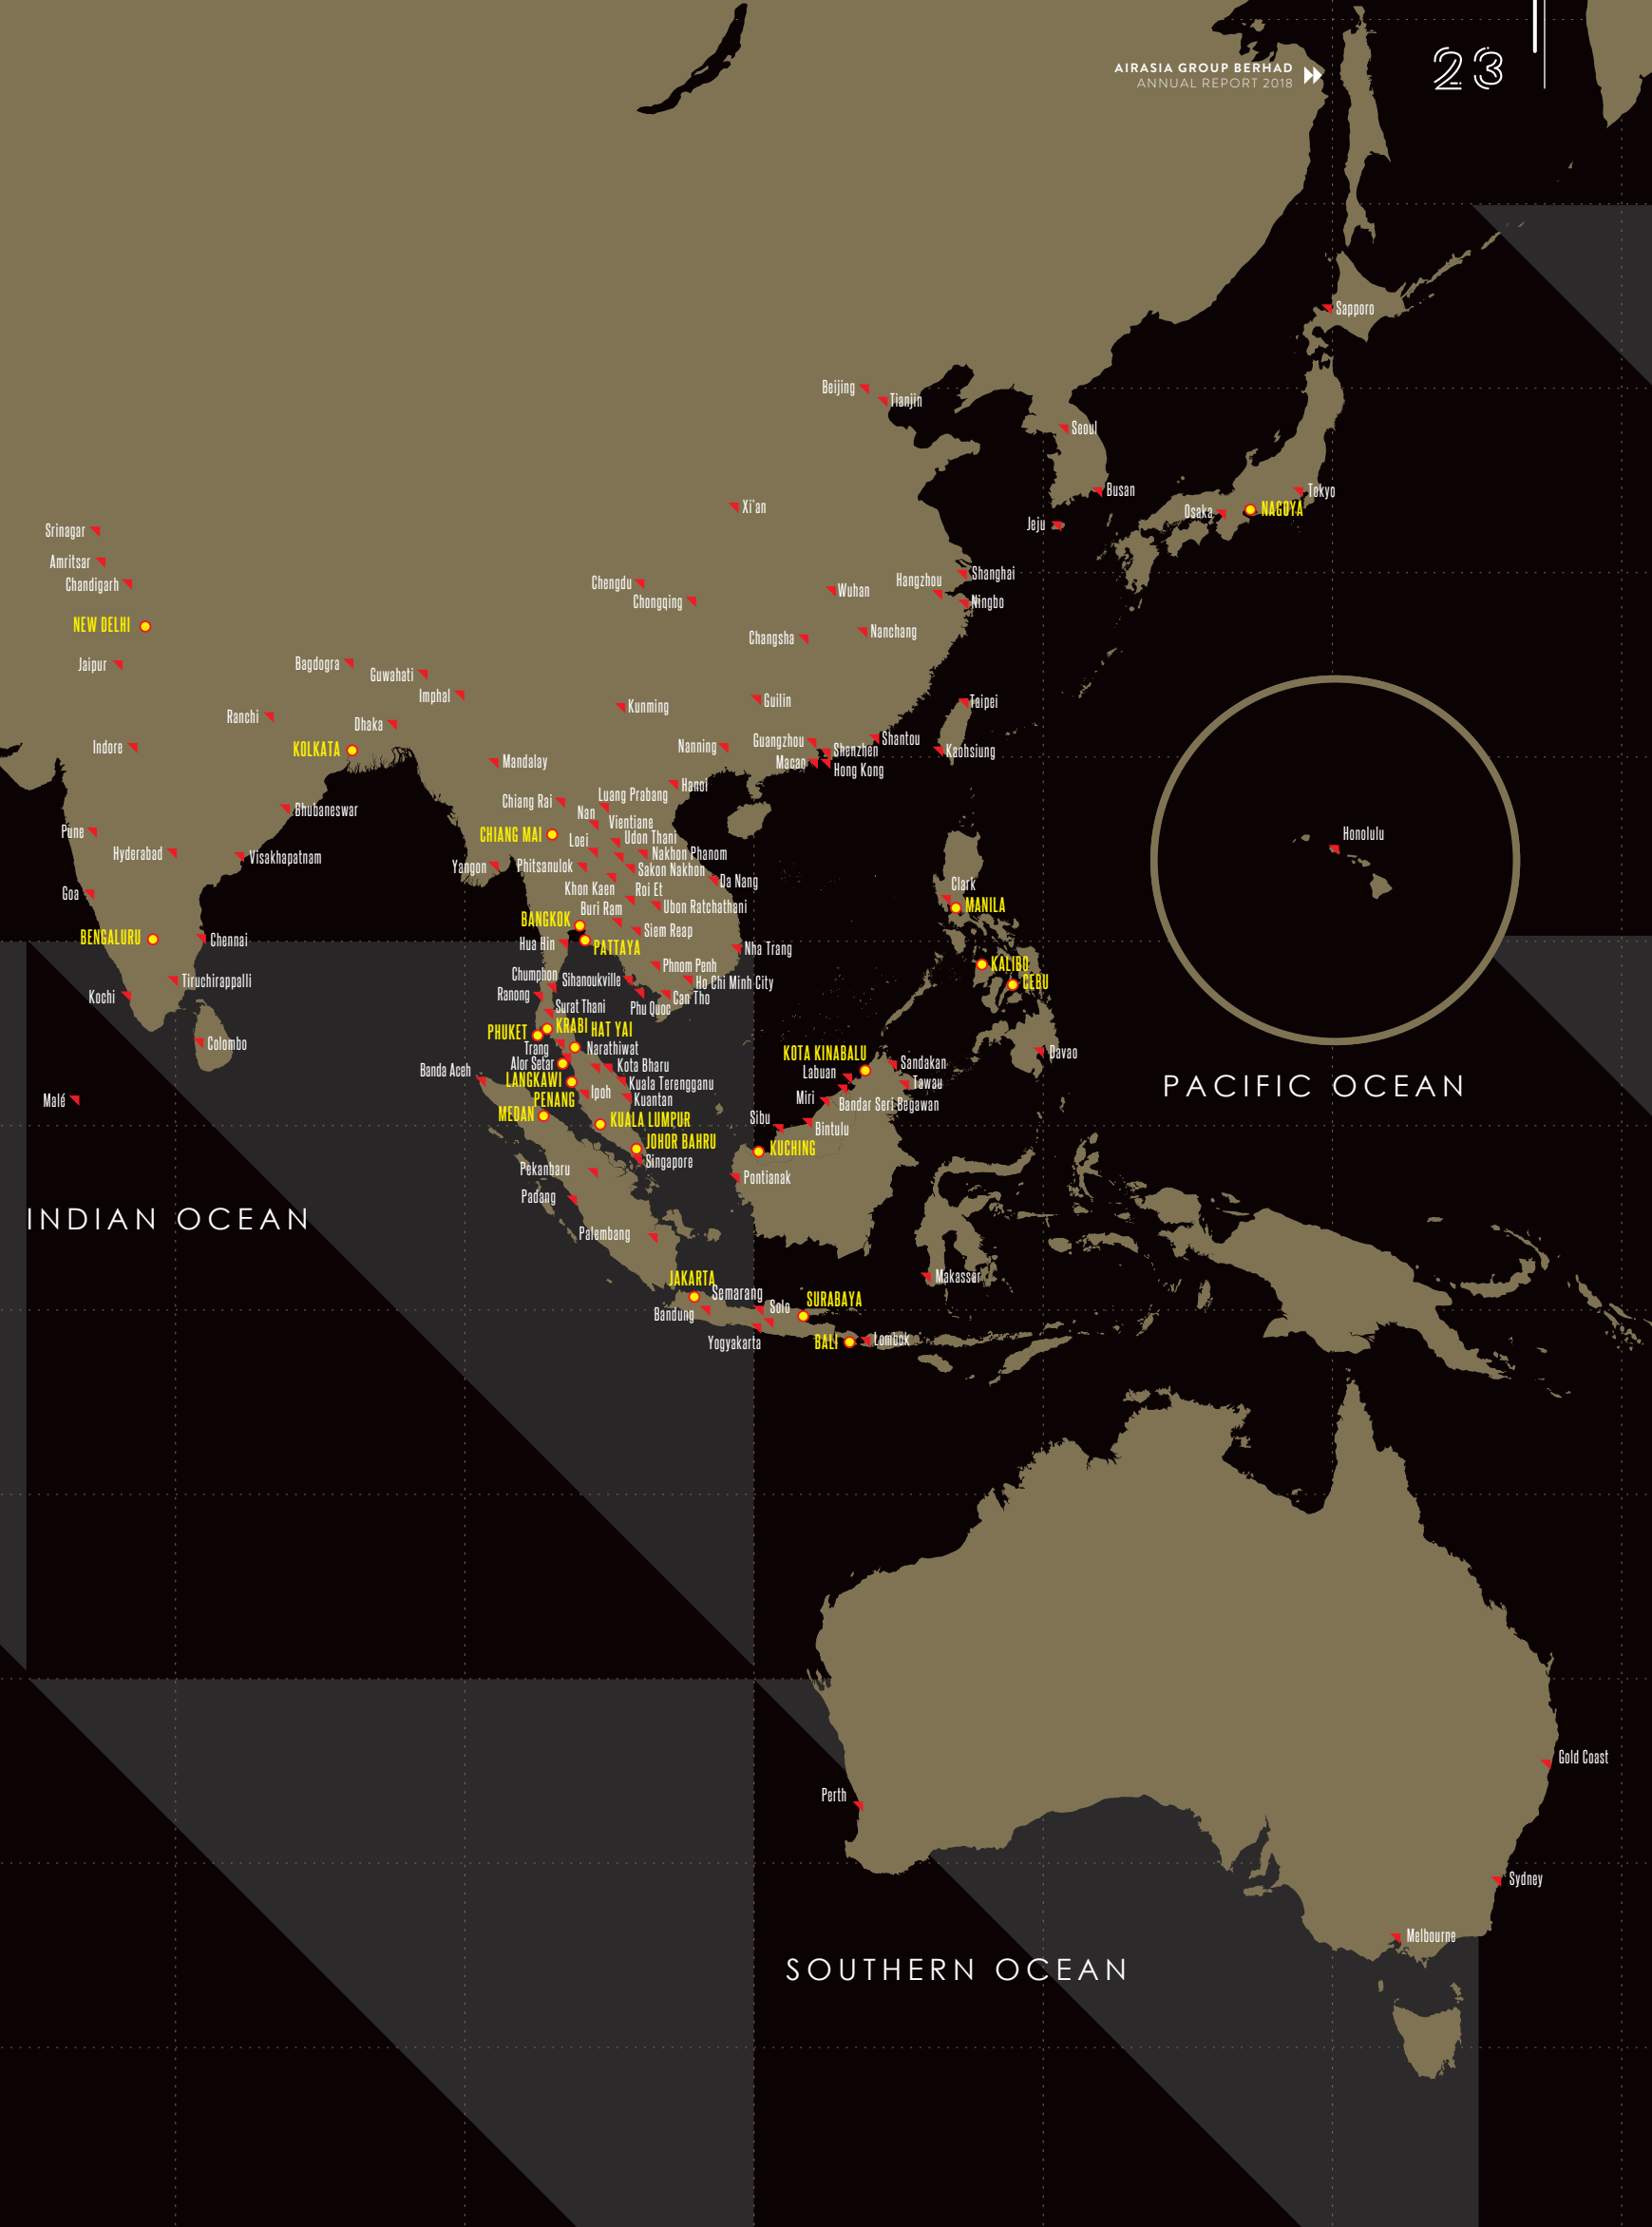 AIRASIA GROUP BERHAD
ANNUAL REPORT 2018
23
Sapporo
Beijing
Tianjin
Seoul
Busan
Tokyo
Xi'an
NAGOYA
Osaka
Jeju
Srinagar
Amritsar
Chandigarh
Shanghai
Hangzhou
Chengdu
Wuhan
Chongqing
Ningbo
NEW DELHI
Nanchang
Changsha
Jaipur
Bagdogra
Guwahati
Imphal
Guilin
Taipei
Kunming
Ranchi
Dhaka
Indore
KOLKATA
Nanning
Guangzhou
Shantou
Shenzhen
Kaohsiung
Macao
Hong Kong
Mandalay
Hanoi
Luang Prabang
Chiang Rai
Bhubaneswar
Nan
Vientiane
Pune
CHIANG MAI
Loei
Udon Thani
Honolulu
Hyderabad
Visakhapatnam
Nakhon Phanom
Yangon
Phitsanulok
Sakon Nakhon
Da Nang
Khon Kaen
Roi Et
Clark
Goa
Buri Ram
Ubon Ratchathani
MANILA
BANGKOK
Siem Reap
BENGALURU
Chennai
Hua Hin
PATTAYA
Nha Trang
Phnom Penh
KALIBO
Chumphon
Sihanoukville
Ho Chi Minh City
CEBU
Tiruchirappalli
Kochi
Ranong
Can Tho
Surat Thani
Phu Quoc
PHUKET
KRABI
HAT YAI
Colombo
Trang
Narathiwat
KOTA KINABALU
Davao
Alor Setar
Kota Bharu
Sandakan
Banda Aceh
LANGKAWI
Kuala Terengganu
Labuan
Tawau
PACIFIC OCEAN
Malé
PENANG
Ipoh
Kuantan
Miri
Bandar Seri Begawan
MEDAN
KUALA LUMPUR
Sibu
Bintulu
JOHOR BAHRU
KUCHING
Singapore
Pekanbaru
Pontianak
Padang
INDIAN OCEAN
Palembang
JAKARTA
Makassar
Semarang
SURABAYA
Bandung
Solo
Yogyakarta
BALI
Lombok
Gold Coast
Perth
Sydney
Melbourne
SOUTHERN OCEAN